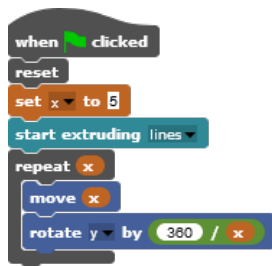 when clicked
reset
set x to 5
start extruding lines
repeat x
move x
rotate y by 360 / x